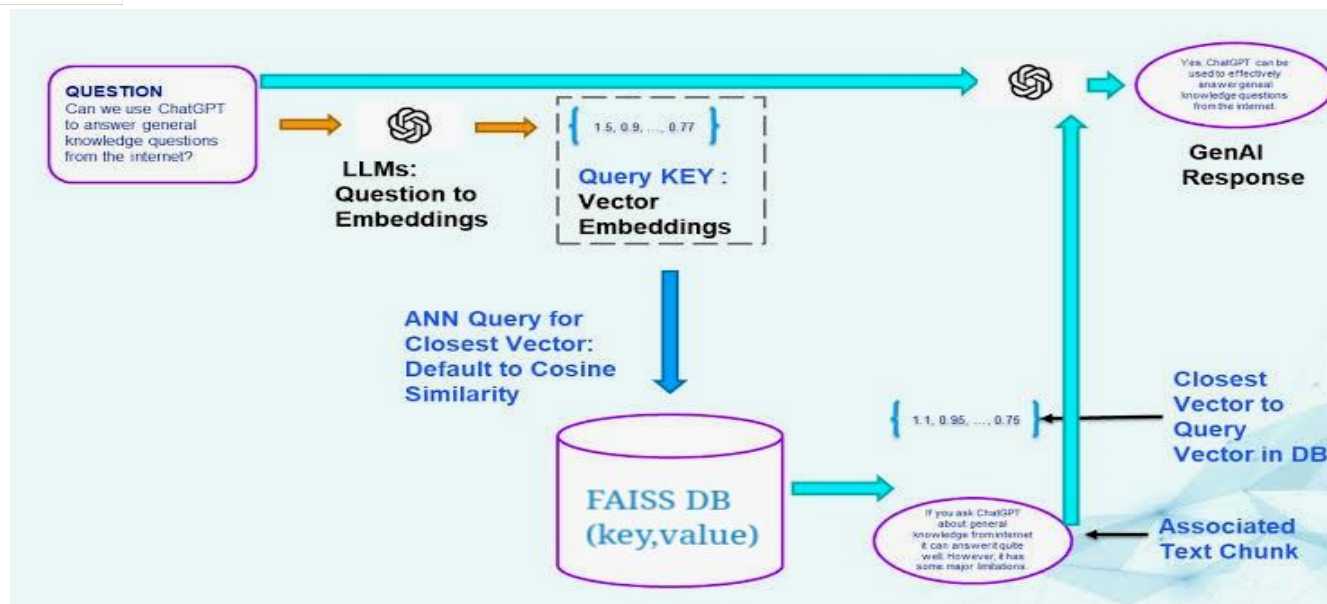 QUESTION
Can we use ChatGPT
to answer general
knowledge questions
from the internet?
LLMs:
Question to
Embeddings
{ 1.5, 0.9, ..., 0.77 }
Query KEY :
Vector
Embeddings
Yes, ChatGPT can be
used to effectively
answer geneal
knowledge questions
from the internet.
GenAI
Response
ANN Query for
Closest Vector:
Default to Cosine
Similarity
FAISS DB
(key,value)
{ 1.1, 0.95, ..., 0.75 }
Closest
Vector to
Query
Vector in DB
If you ask ChatGPT
about general
knowledge from internet
it can answer it quite
well. However, it has
some major limitations
Associated
Text Chunk